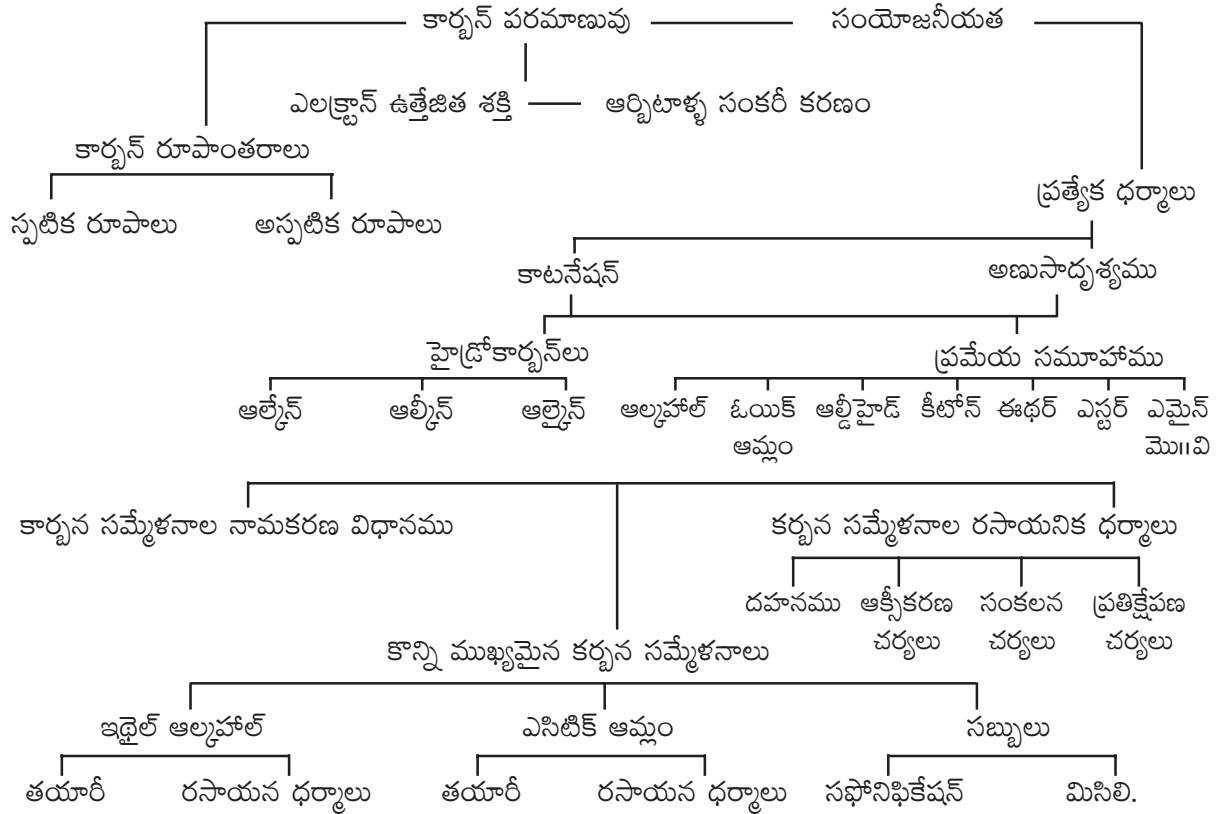 కార్బన్ పరమాణువు సంయోజనీయత
ఎలక్ట్రాన్ ఉత్తేజిత శక్తి ఆర్బిటాళ్ళ సంకరీ కరణం
కార్బన్ రూపాంతరాలు
ప్రత్యేక ధర్మాలు
స్పటిక రూపాలు అస్పటిక రూపాలు
కాటనేషన్ అణుసాదృశ్యము
హైడ్రోకార్బన్‌లు ప్రమేయ సమూహాము
ఆల్కేన్ ఆల్కీన్ ఆల్కైన్ ఆల్కహాల్ ఓయిక్ ఆల్డీహైడ్ కీటోన్ ఈథర్ ఎస్టర్ ఎమైన్
ఆమ్లం మొ॥వి
కార్బన సమ్మేళనాల నామకరణ విధానము కర్బన సమ్మేళనాల రసాయనిక ధర్మాలు
దహనము ఆక్సీకరణ సంకలన ప్రతిక్షేపణ
చర్యలు చర్యలు చర్యలు
కొన్ని ముఖ్యమైన కర్బన సమ్మేళనాలు
ఇథైల్ ఆల్కహాల్ ఎసిటిక్ ఆమ్లం సబ్బులు
తయారీ రసాయన ధర్మాలు తయారీ రసాయన ధర్మాలు సఫోనిఫికేషన్ మిసిలి.